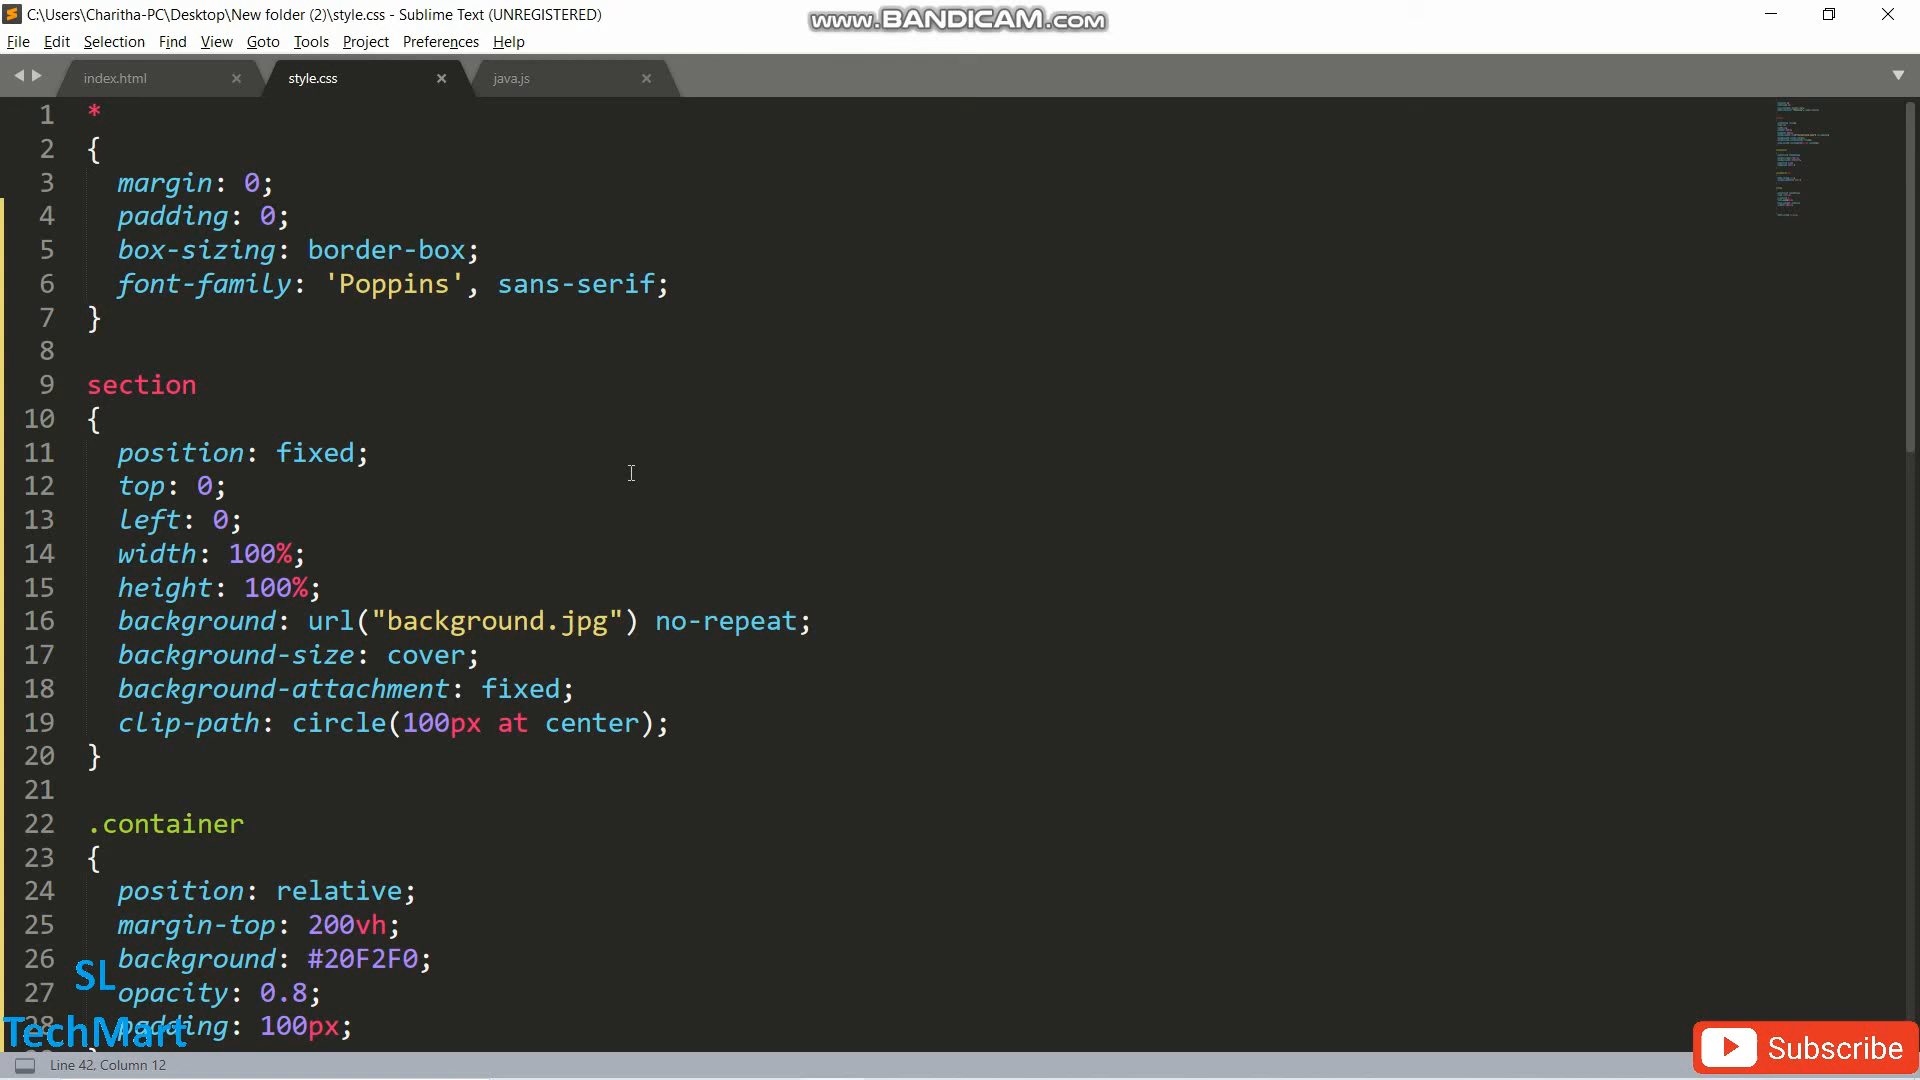 C:\Users\Charitha-PC\Desktop\New folder (2)\style.css - Sublime Text (UNREGISTERED)
www.BANDICAM.com
File Edit Selection Find View Goto Tools Project Preferences Help
index.html style.css java.js
1 *
2 {
3 margin: 0;
4 padding: 0;
5 box-sizing: border-box;
6 font-family: 'Poppins', sans-serif;
7 }
8
9 section
10 {
11 position: fixed;
12 top: 0;
13 left: 0;
14 width: 100%;
15 height: 100%;
16 background: url("background.jpg") no-repeat;
17 background-size: cover;
18 background-attachment: fixed;
19 clip-path: circle(100px at center);
20 }
21
22 .container
23 {
24 position: relative;
25 margin-top: 200vh;
26 background: #20F2F0;
27 opacity: 0.8;
28 padding: 100px;
SL
TechMart
Subscribe
Line 42, Column 12